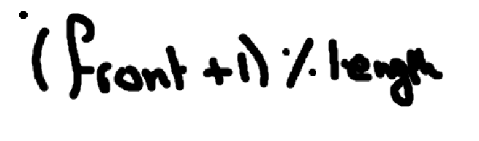 (front +1) % length